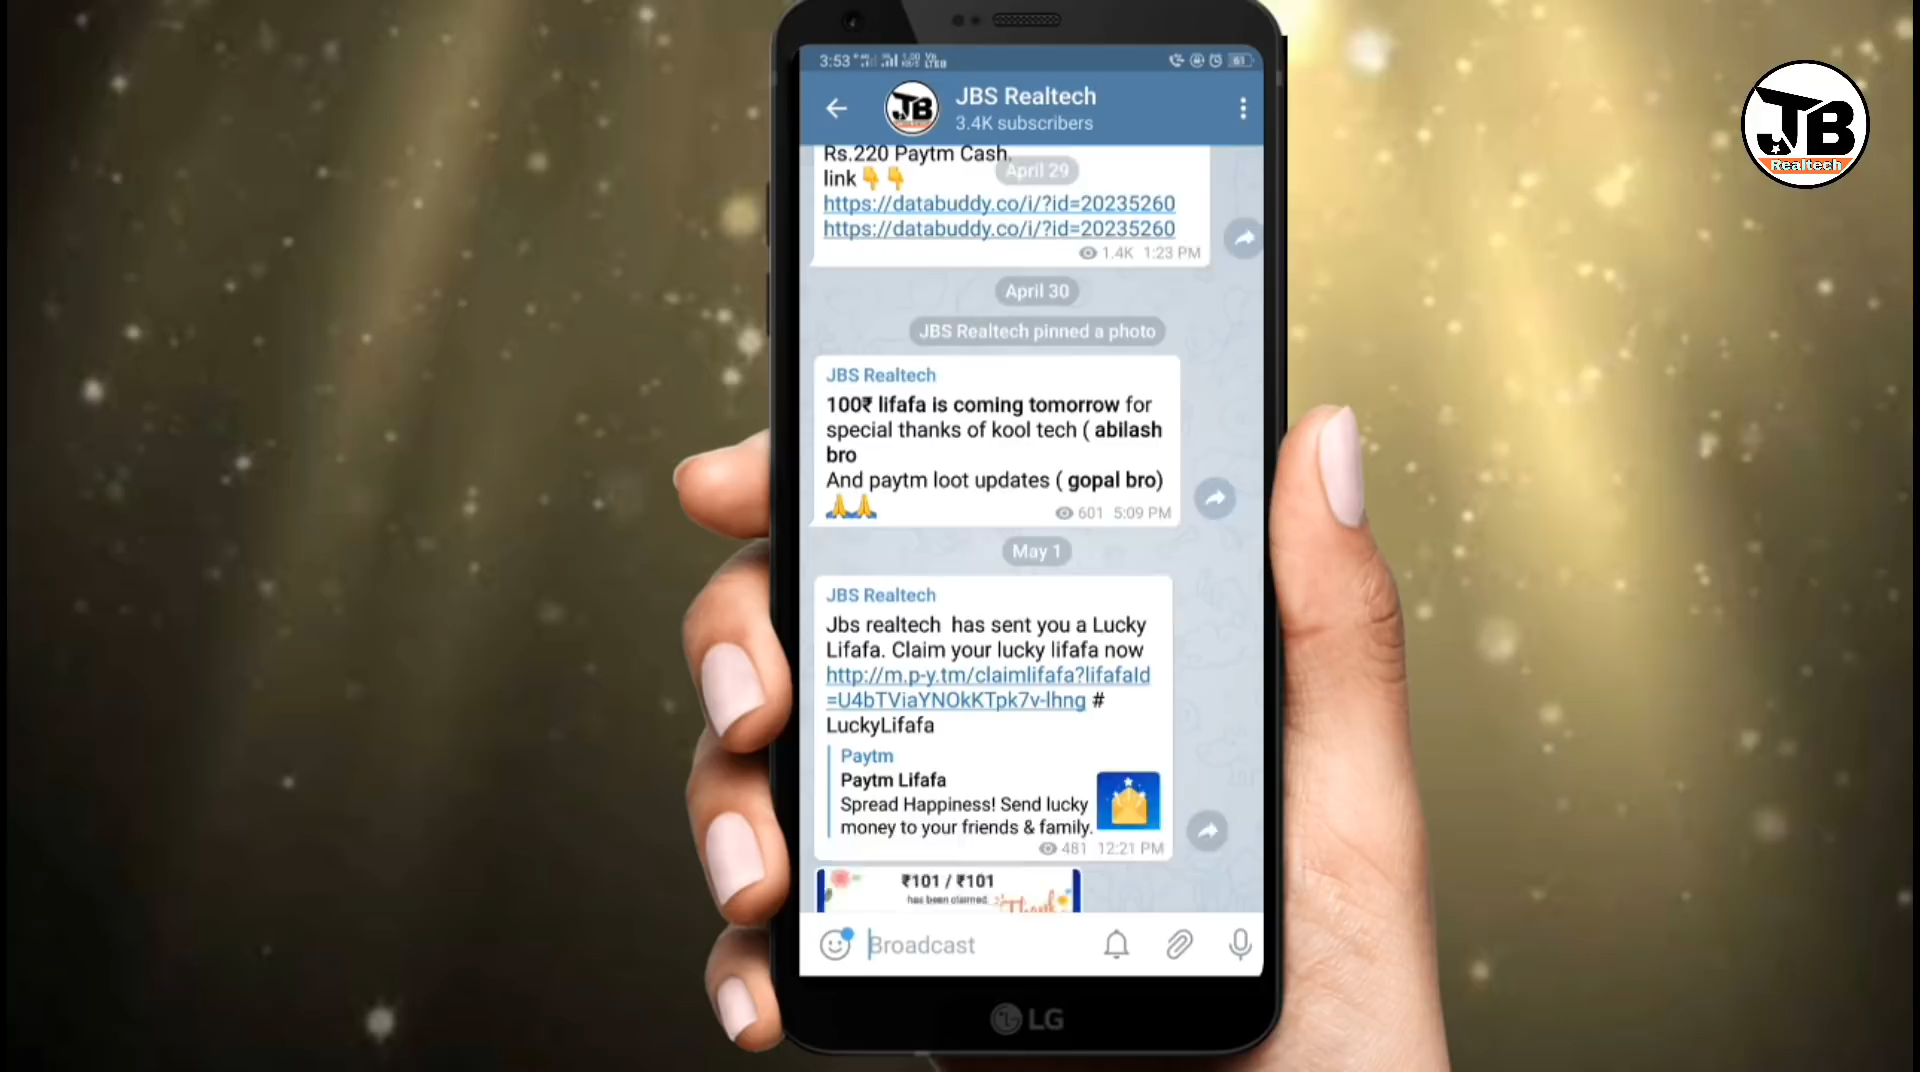 3:53
61
JB
JBS Realtech
3.4K subscribers
JB
Realtech
Rs.220 Paytm Cash.
April 29
link👇👇
https://databuddy.co/i/?id=20235260
https://databuddy.co/i/?id=20235260
1.4K 1:23 PM
April 30
JBS Realtech pinned a photo
JBS Realtech
100₹ lifafa is coming tomorrow for
special thanks of kool tech ( abilash
bro
And paytm loot updates ( gopal bro)
🙏🙏
601 5:09 PM
May 1
JBS Realtech
Jbs realtech has sent you a Lucky
Lifafa. Claim your lucky lifafa now
http://m.p-y.tm/claimlifafa?lifafaId
=U4bTViaYNOkKTpk7v-lhng #
LuckyLifafa
Paytm
Paytm Lifafa
Spread Happiness! Send lucky
money to your friends & family.
481 12:21 PM
₹101 / ₹101
has been claimed.
Thank
Broadcast
LG